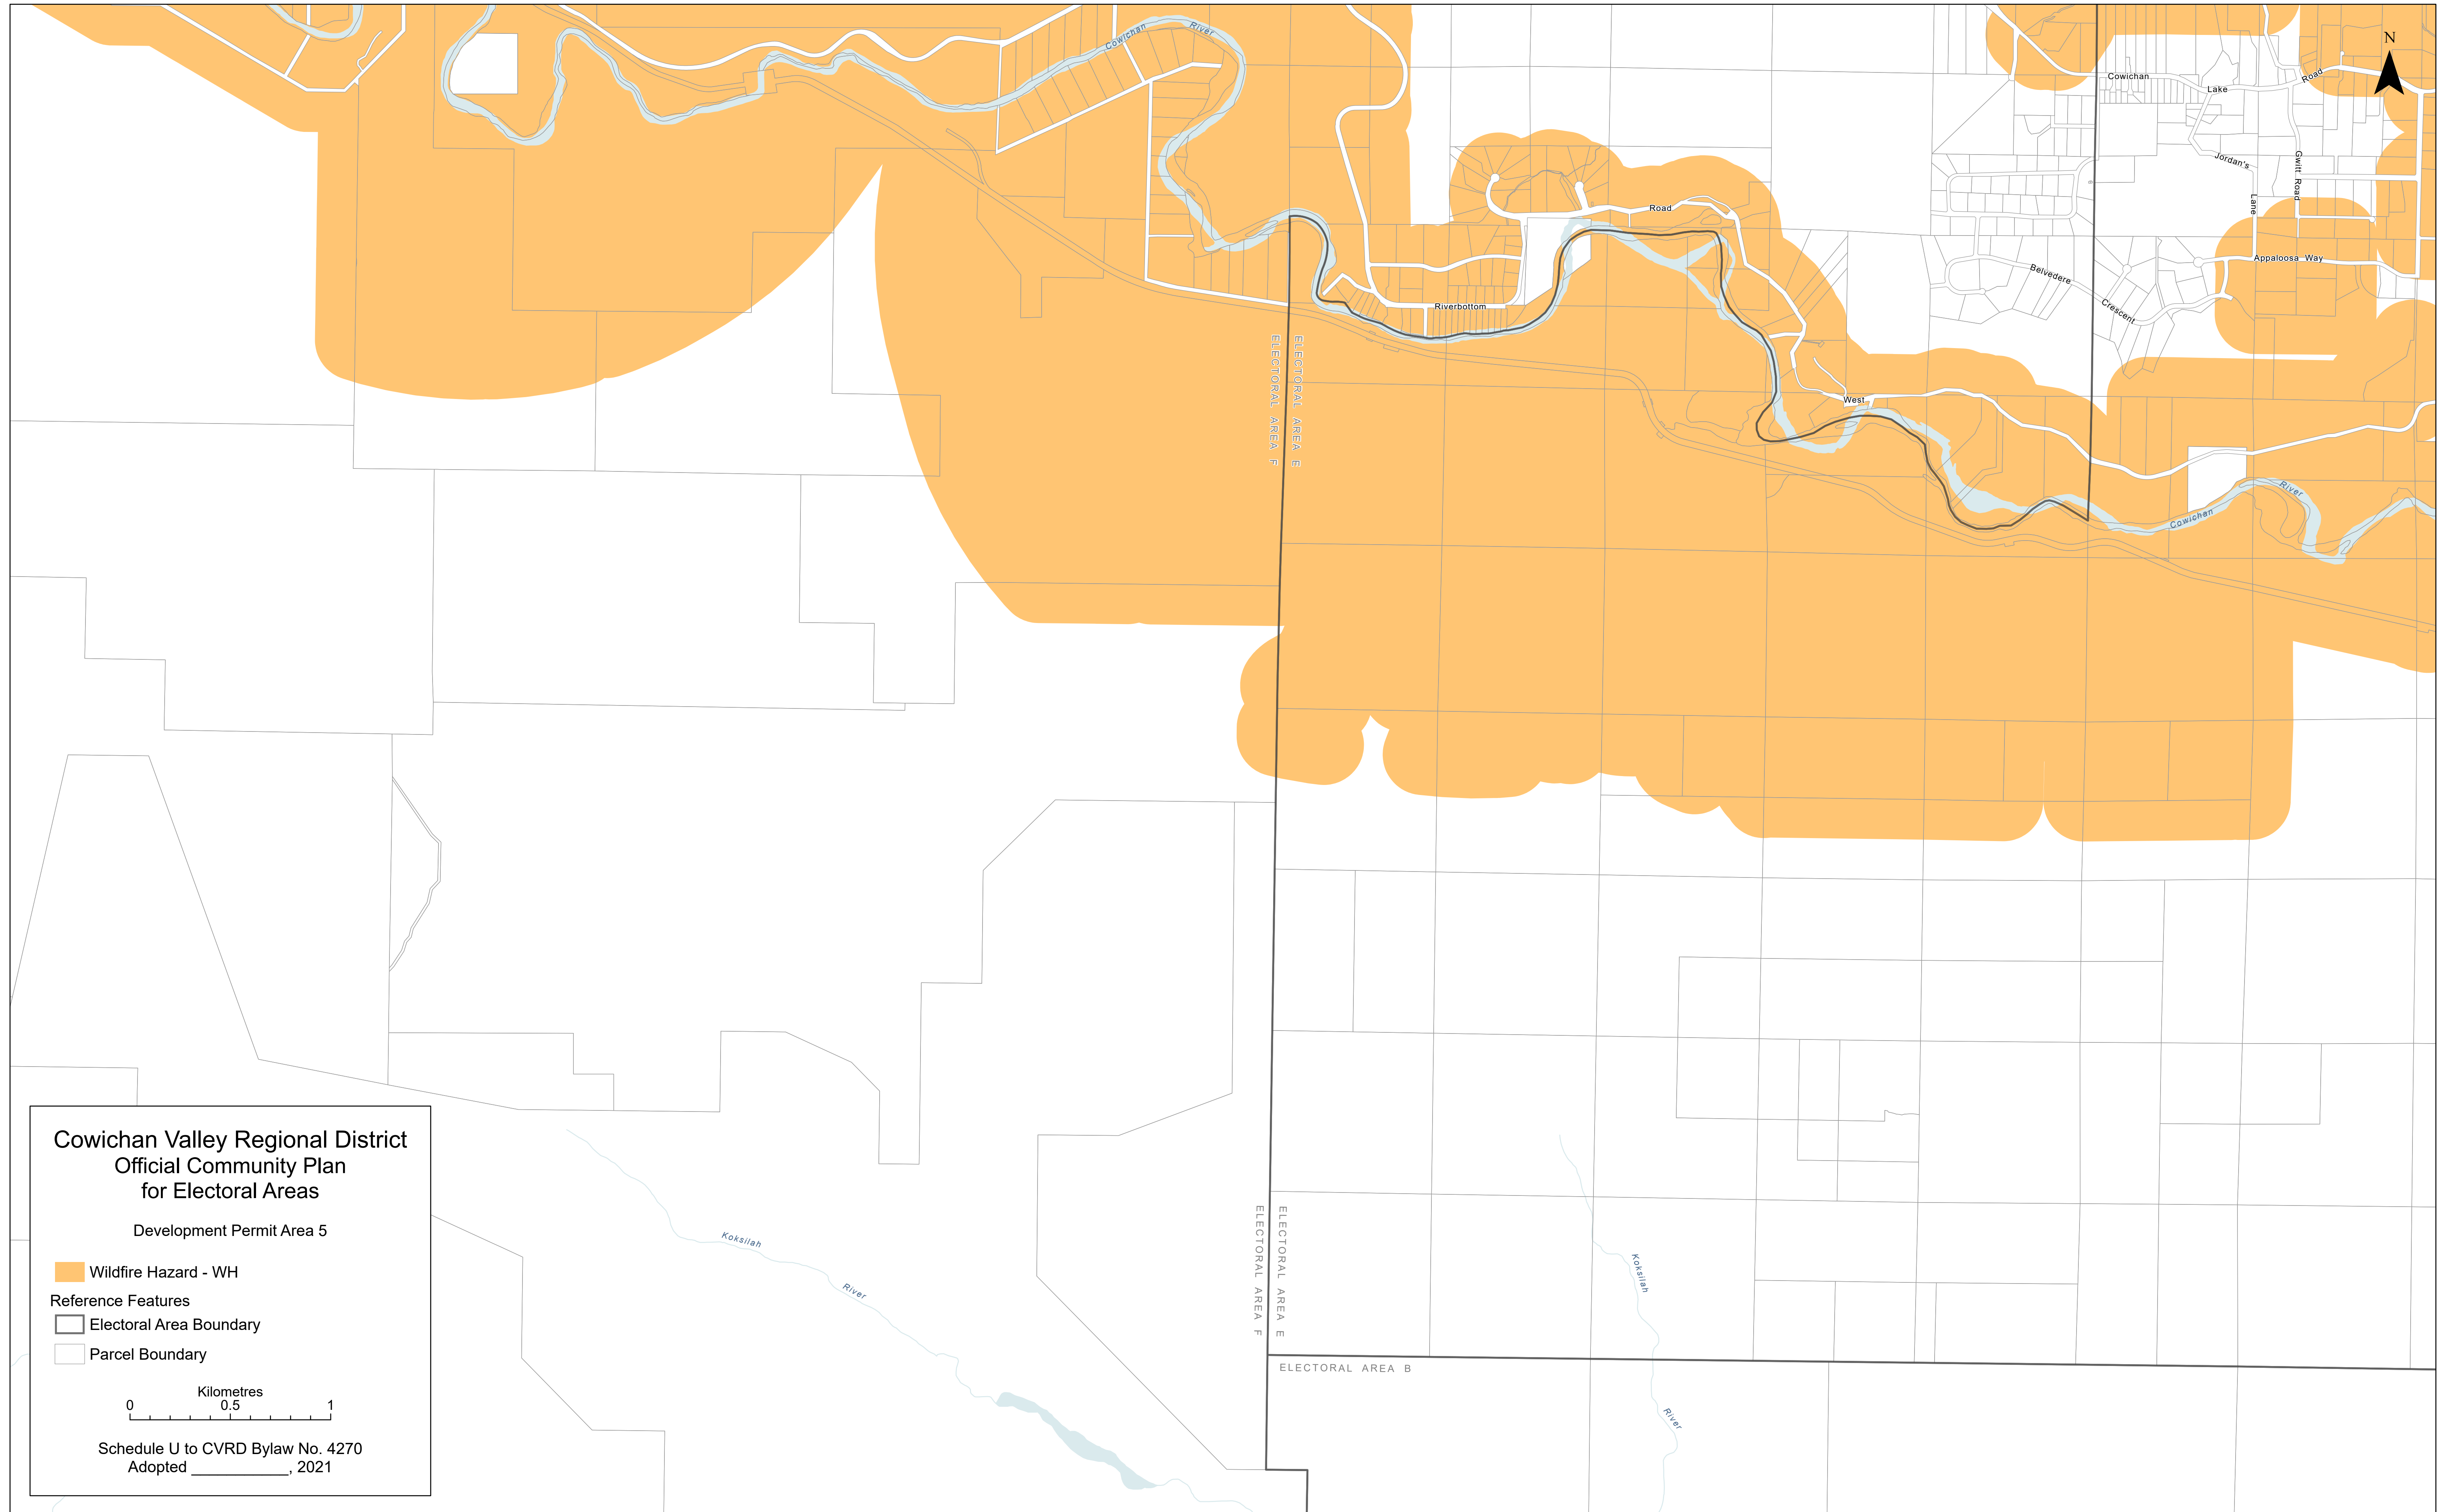 Cowichan
River
N
Cowichan
Lake
Road
Jordan's
Lane
Gwilt Road
Road
Belvedere
Crescent
Appaloosa Way
Riverbottom
West
ELECTORAL AREA F
ELECTORAL AREA E
River
Cowichan
Cowichan Valley Regional District
Official Community Plan
for Electoral Areas
Development Permit Area 5
Wildfire Hazard - WH
Reference Features
Electoral Area Boundary
Parcel Boundary
Kilometres
0 0.5 1
Schedule U to CVRD Bylaw No. 4270
Adopted ____________, 2021
Koksilah
River
ELECTORAL AREA F
ELECTORAL AREA E
ELECTORAL AREA B
Koksilah
River